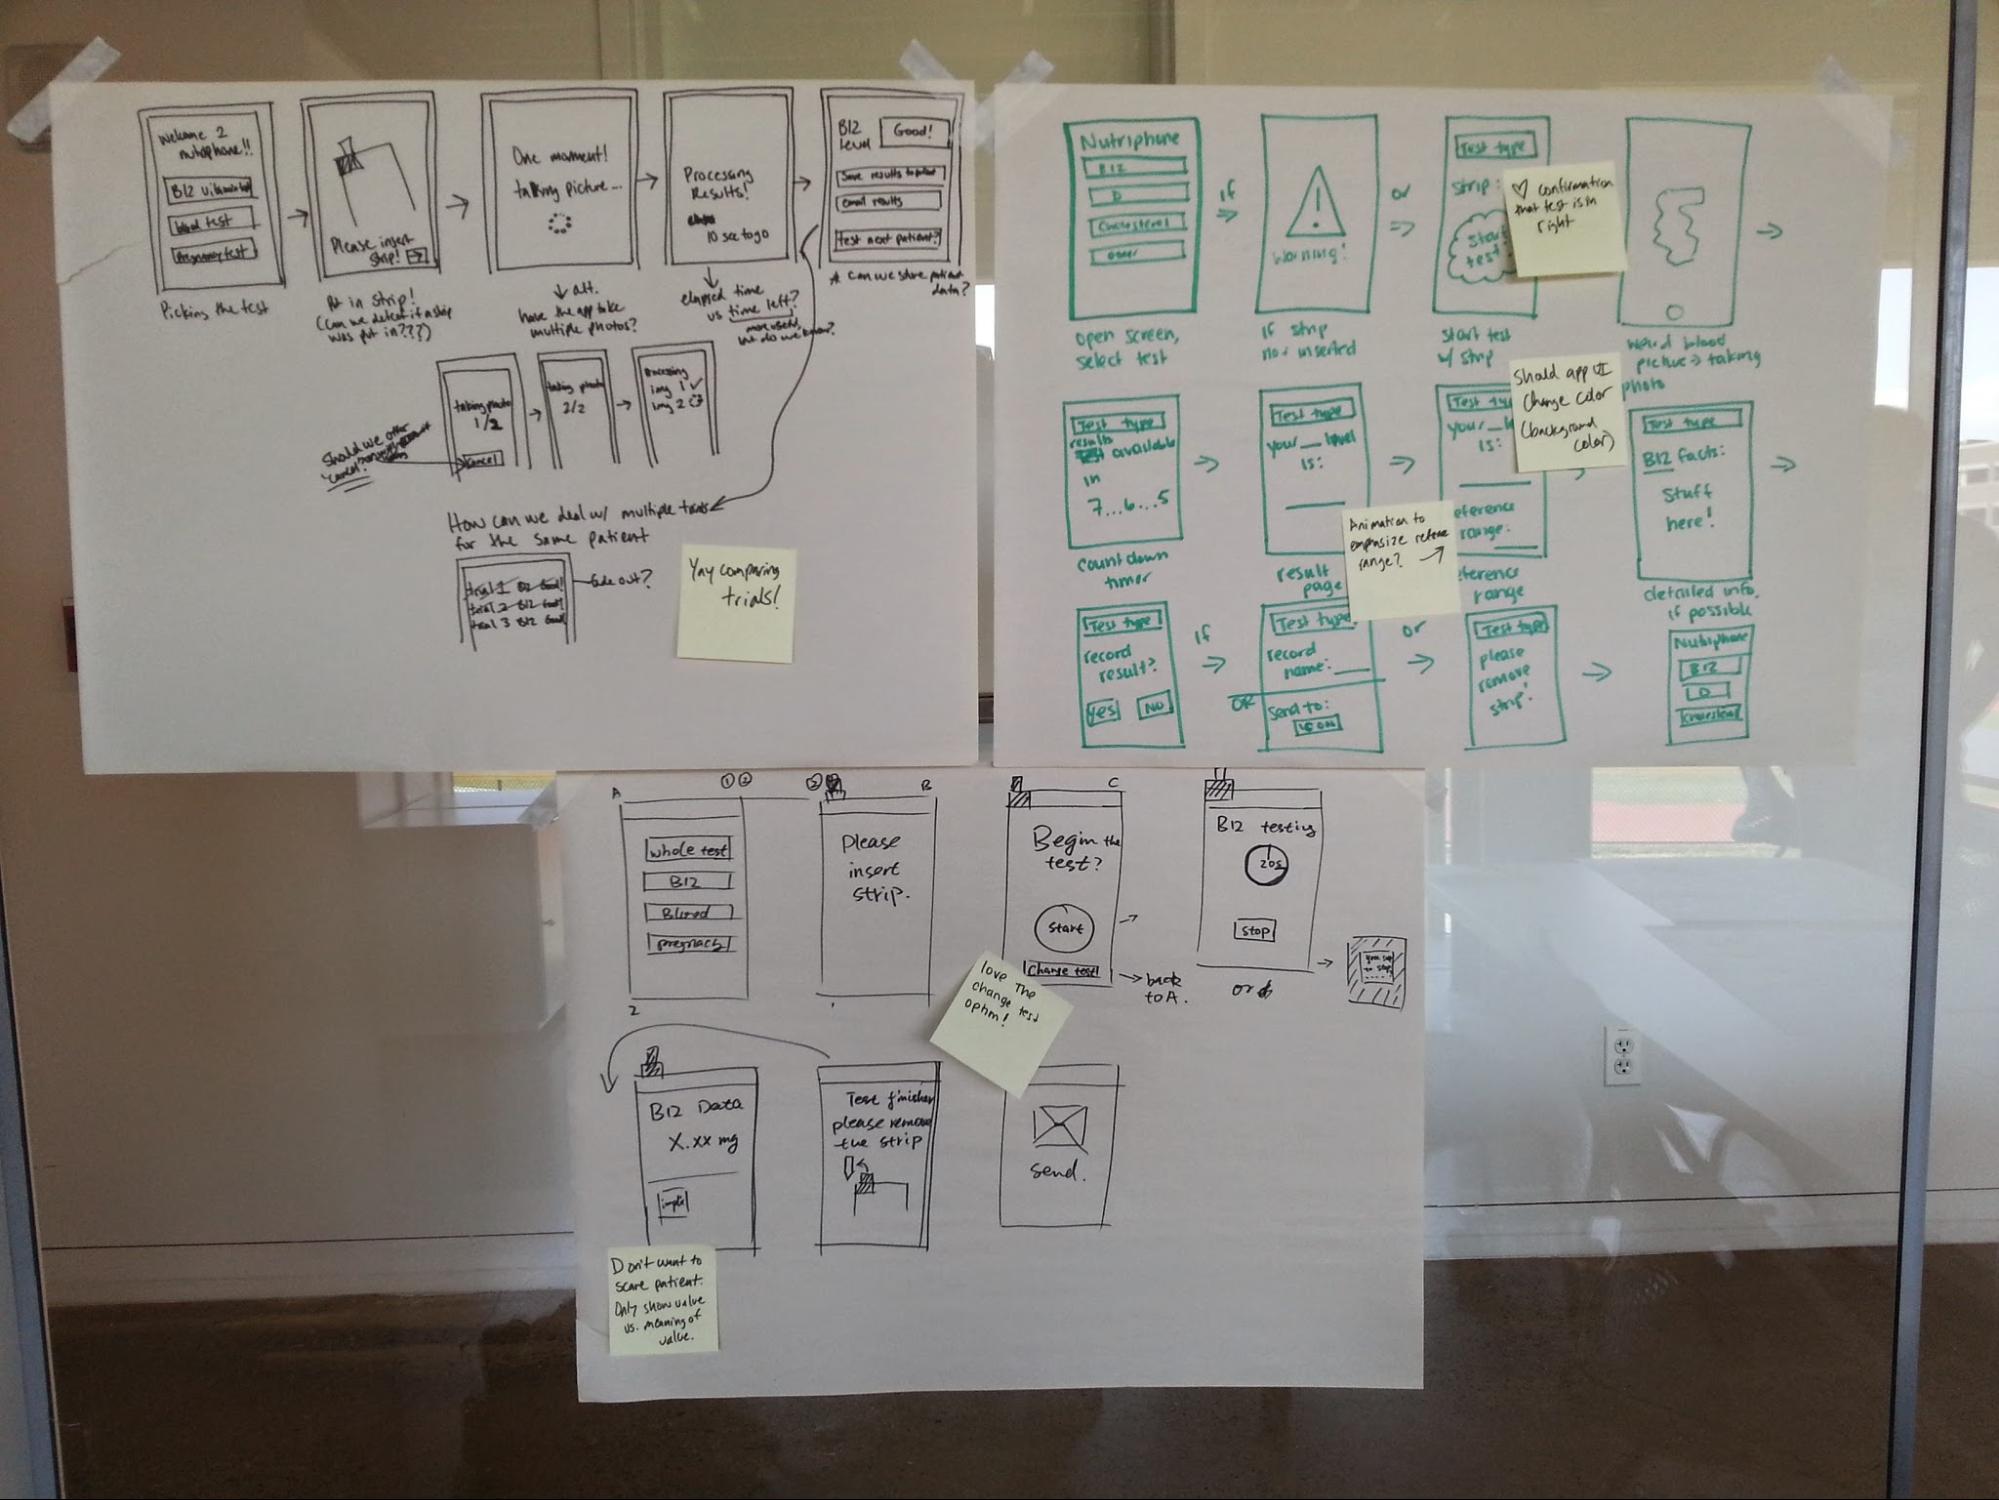 Welcome 2
nutriphone!!
B12 vitamin test
blood test
Pregnancy test
Picking the test
Please insert
strip!
Put in strip!
(can we detect if a strip
was put in???)
One moment!
taking picture...
alt.
have the app take
multiple photos?
Processing
Results!
10 sec to go
elapsed time
vs time left?
more useful,
but do we know?
B12
Level
Good!
Save results to
email results
test next patient?
* Can we store patient
data?
taking photo
1/2
cancel
taking photo
2/2
Processing
img 1 ✓
img 2
Should we offer
"cancel"
How can we deal w/ multiple trials
for the same patient
trial 1 B12 Good!
trial 2 B12 Good!
trial 3 B12 Good!
fade out?
Yay comparing
trials!
Nutriphone
B12
D
Cholesterol
other
open screen,
select test
if
Warning!
if strip
not inserted
or
Test type
strip:
Start
test
start test
w/ strip
♡ confirmation
that test is in
right
weird blood
picture → taking
photo
Test type
results
available
in
7...6...5
countdown
timer
Test type
your __ level
is:
result
page
Test type
your
is:
reference
range:
reference
range
Should app UI
change color
(background
color)
Animation to
emphasize reference
range? →
Test type
B12 facts:
Stuff
here!
detailed info,
if possible
Test type
record
result?
yes
NO
if
Test type
record
name:
OR
Send to:
ICON
or
Test type
please
remove
strip!
Nutriphone
B12
D
Cholesterol
A
1 2
whole test
B12
Blood
pregnacy
2
2
B
Please
insert
strip.
C
Begin the
test?
start
Change test
→ back
to A.
love the
change test
option!
B12 testing
20s
stop
or
B12 Data
X.xx mg
Test finished
please remove
the strip
send.
Don't want to
scare patient.
Only show value
vs. meaning of
value.